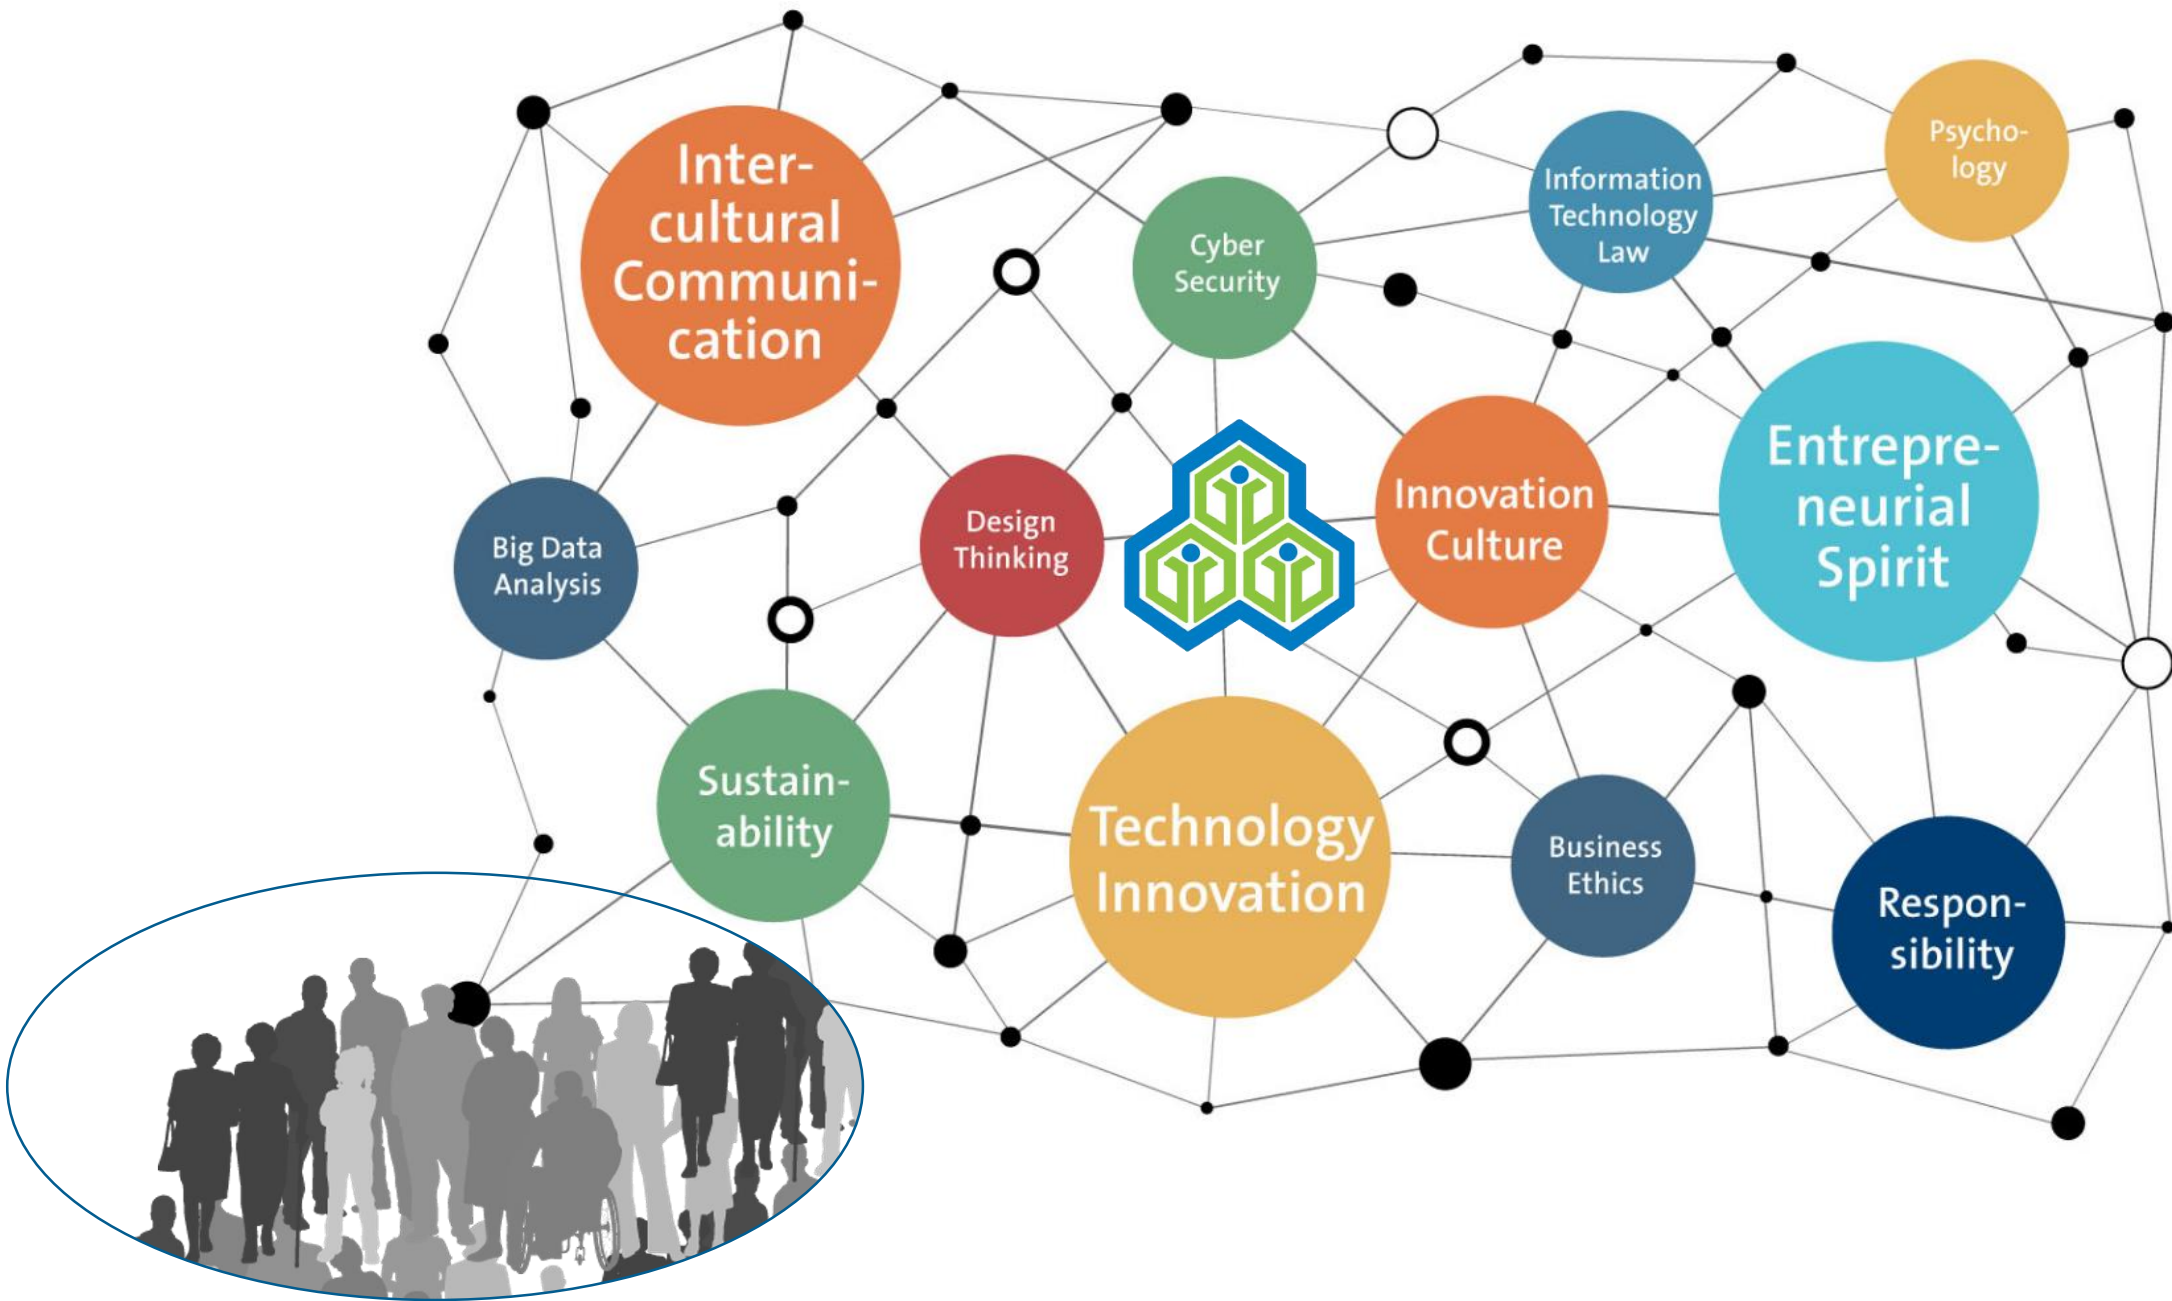 Inter-
cultural
Communi-
cation
Cyber
Security
Information
Technology
Law
Psycho-
logy
Big Data
Analysis
Design
Thinking
Innovation
Culture
Entrepre-
neurial
Spirit
Sustain-
ability
Technology
Innovation
Business
Ethics
Respon-
sibility